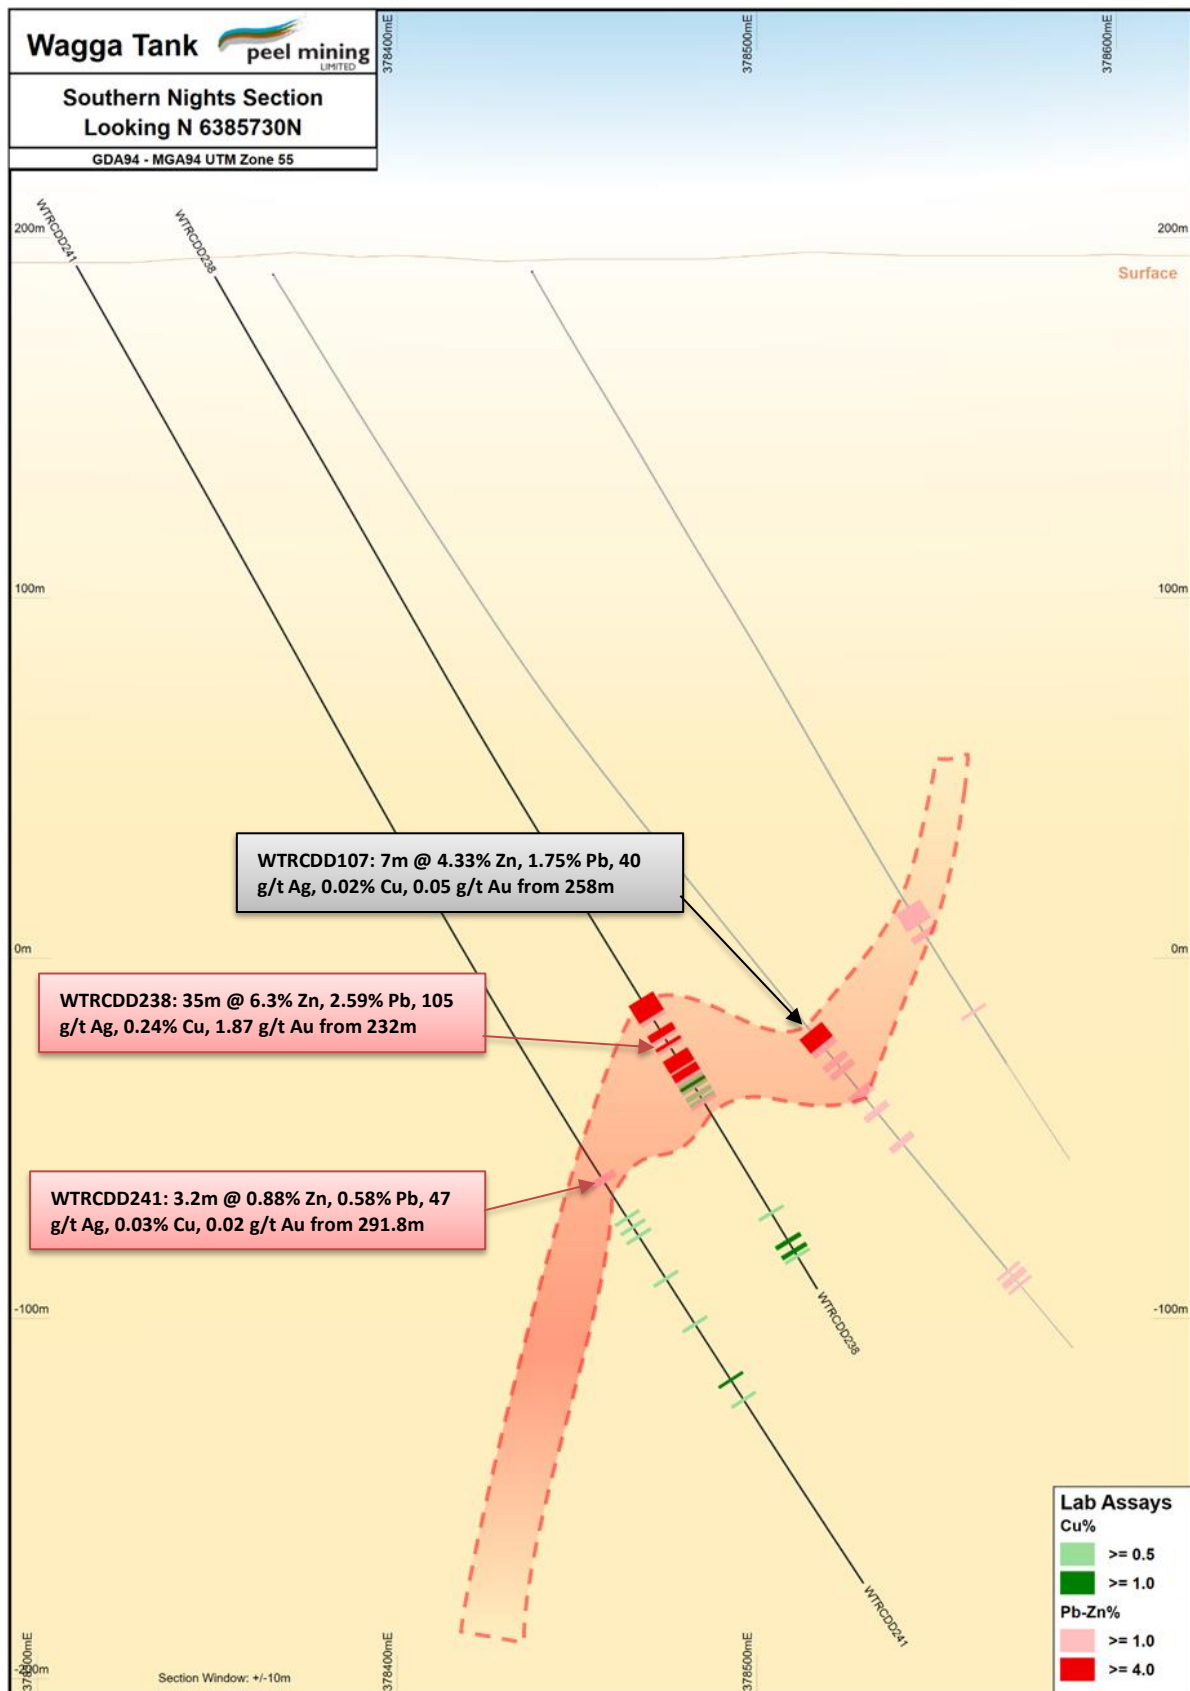 Wagga Tank
peel mining
LIMITED
Southern Nights Section
Looking N 6385730N
GDA94 - MGA94 UTM Zone 55
378400mE
378500mE
378600mE
WTRCDD241
WTRCDD238
200m
200m
Surface
100m
100m
WTRCDD107: 7m @ 4.33% Zn, 1.75% Pb, 40
g/t Ag, 0.02% Cu, 0.05 g/t Au from 258m
0m
0m
WTRCDD238: 35m @ 6.3% Zn, 2.59% Pb, 105
g/t Ag, 0.24% Cu, 1.87 g/t Au from 232m
WTRCDD241: 3.2m @ 0.88% Zn, 0.58% Pb, 47
g/t Ag, 0.03% Cu, 0.02 g/t Au from 291.8m
-100m
-100m
WTRCDD238
WTRCDD241
Lab Assays
Cu%
>= 0.5
>= 1.0
Pb-Zn%
>= 1.0
>= 4.0
-200m
378300mE
Section Window: +/-10m
378400mE
378500mE